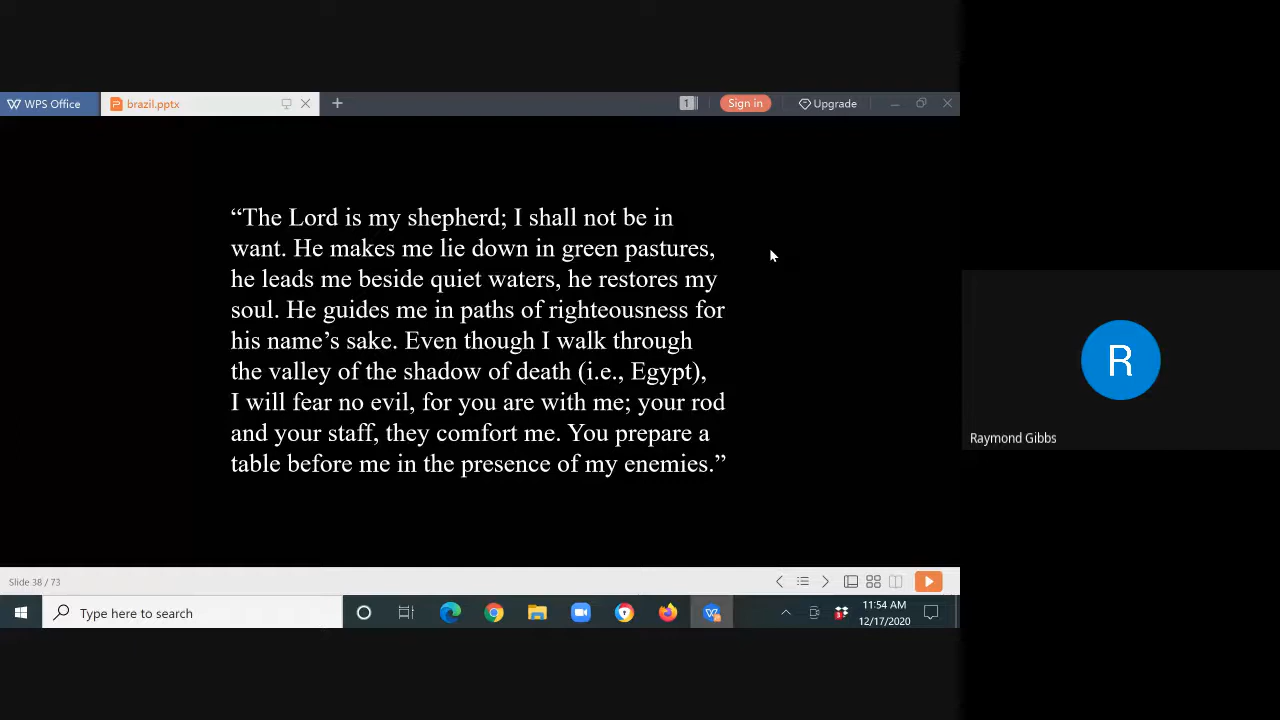 WPS Office
brazil.pptx
1
Sign in
Upgrade
“The Lord is my shepherd; I shall not be in
want. He makes me lie down in green pastures,
he leads me beside quiet waters, he restores my
soul. He guides me in paths of righteousness for
his name’s sake. Even though I walk through
the valley of the shadow of death (i.e., Egypt),
I will fear no evil, for you are with me; your rod
and your staff, they comfort me. You prepare a
table before me in the presence of my enemies.”
R
Raymond Gibbs
Slide 38 / 73
Type here to search
11:54 AM
12/17/2020